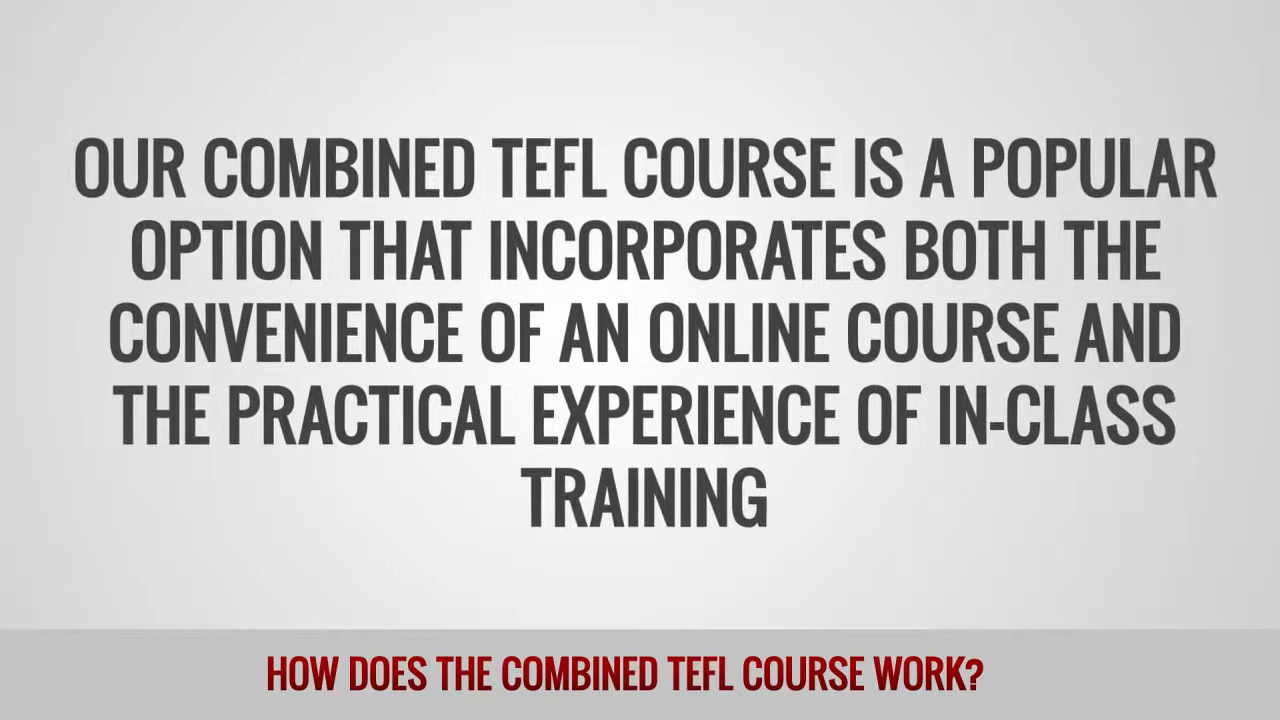 OUR COMBINED TEFL COURSE IS A POPULAR
OPTION THAT INCORPORATES BOTH THE
CONVENIENCE OF AN ONLINE COURSE AND
THE PRACTICAL EXPERIENCE OF IN-CLASS
TRAINING
HOW DOES THE COMBINED TEFL COURSE WORK?